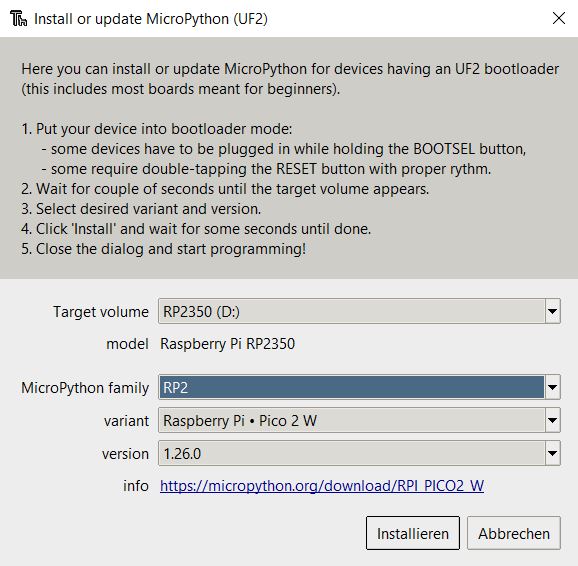 Install or update MicroPython (UF2)
Here you can install or update MicroPython for devices having an UF2 bootloader
(this includes most boards meant for beginners).
1. Put your device into bootloader mode:
- some devices have to be plugged in while holding the BOOTSEL button,
- some require double-tapping the RESET button with proper rythm.
2. Wait for couple of seconds until the target volume appears.
3. Select desired variant and version.
4. Click 'Install' and wait for some seconds until done.
5. Close the dialog and start programming!
Target volume RP2350 (D:)
model Raspberry Pi RP2350
MicroPython family RP2
variant Raspberry Pi • Pico 2 W
version 1.26.0
info https://micropython.org/download/RPI_PICO2_W
Installieren Abbrechen